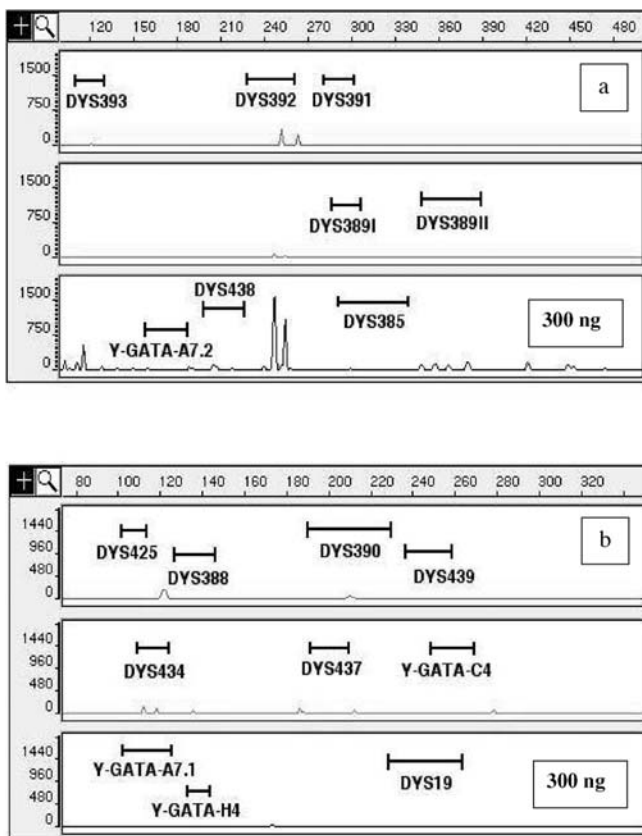 120 150 180 210 240 270 300 330 360 390 420 450 480
1500
750
0
DYS393
DYS392
DYS391
a
1500
750
0
DYS389I
DYS389II
1500
750
0
DYS438
Y-GATA-A7.2
DYS385
300 ng
80 100 120 140 160 180 200 220 240 260 280 300 320
1440
960
480
0
DYS425
DYS388
DYS390
DYS439
b
1440
960
480
0
DYS434
DYS437
Y-GATA-C4
1440
960
480
0
Y-GATA-A7.1
Y-GATA-H4
DYS19
300 ng